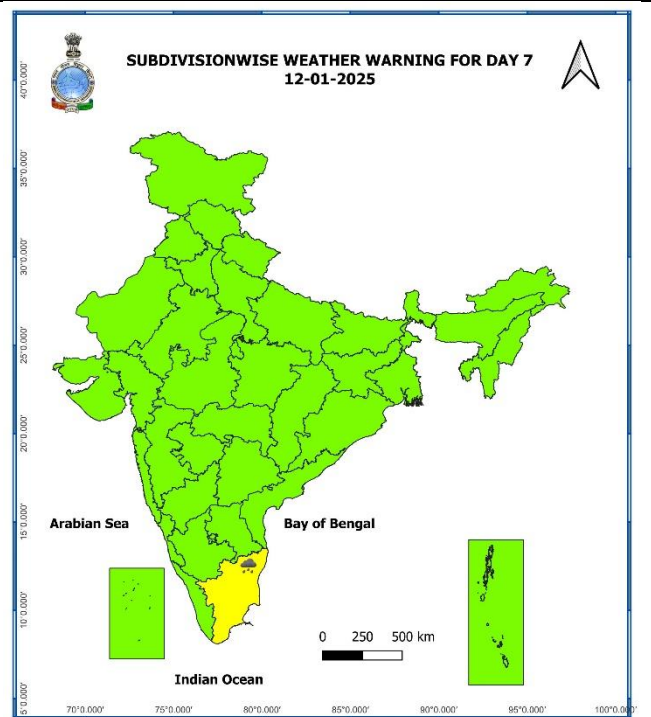 SUBDIVISIONWISE WEATHER WARNING FOR DAY 7
12-01-2025
40°0.000'
35°0.000'
30°0.000'
25°0.000'
20°0.000'
Arabian Sea
Bay of Bengal
15°0.000'
10°0.000'
0 250 500 km
Indian Ocean
5°0.000'
70°0.000' 75°0.000' 80°0.000' 85°0.000' 90°0.000' 95°0.000' 100°0.000'